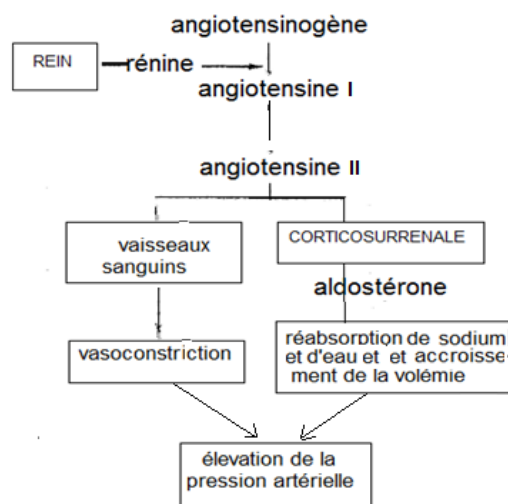 angiotensinogène
REIN
rénine
angiotensine I
angiotensine II
vaisseaux
sanguins
CORTICOSURRENALE
aldostérone
vasoconstriction
réabsorption de sodium
et d'eau et et accroisse-
ment de la volémie
élevation de la
pression artérielle